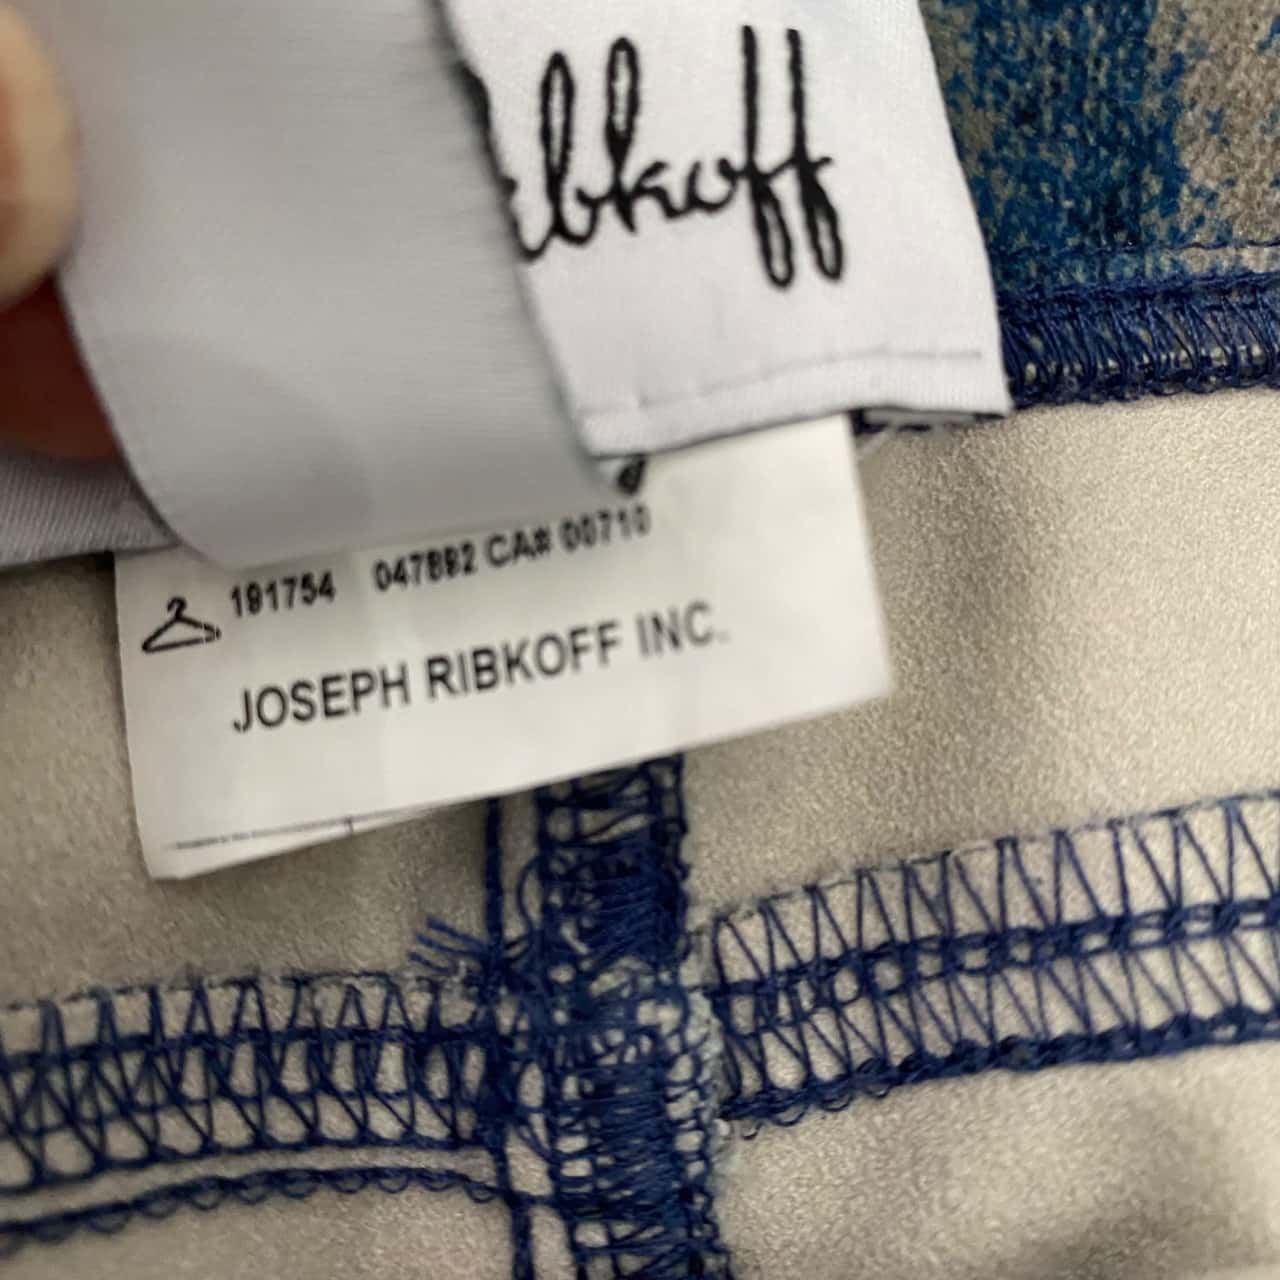 ibkoff
191754 047892 CA# 00710
JOSEPH RIBKOFF INC.